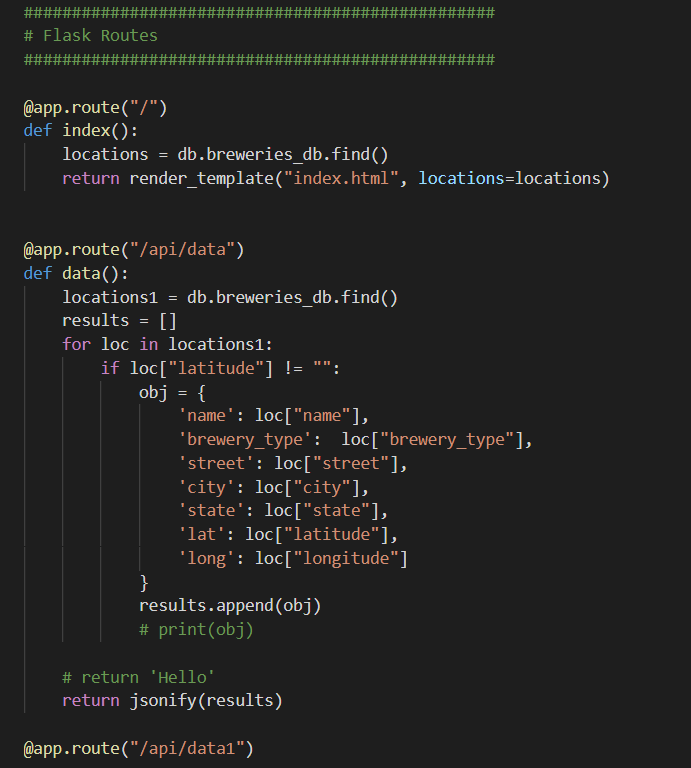 #################################################
# Flask Routes
#################################################
@app.route("/")
def index():
    locations = db.breweries_db.find()
    return render_template("index.html", locations=locations)
@app.route("/api/data")
def data():
    locations1 = db.breweries_db.find()
    results = []
    for loc in locations1:
        if loc["latitude"] != "":
            obj = {
                'name': loc["name"],
                'brewery_type':  loc["brewery_type"],
                'street': loc["street"],
                'city': loc["city"],
                'state': loc["state"],
                'lat': loc["latitude"],
                'long': loc["longitude"]
            }
            results.append(obj)
            # print(obj)
    # return 'Hello'
    return jsonify(results)
@app.route("/api/data1")